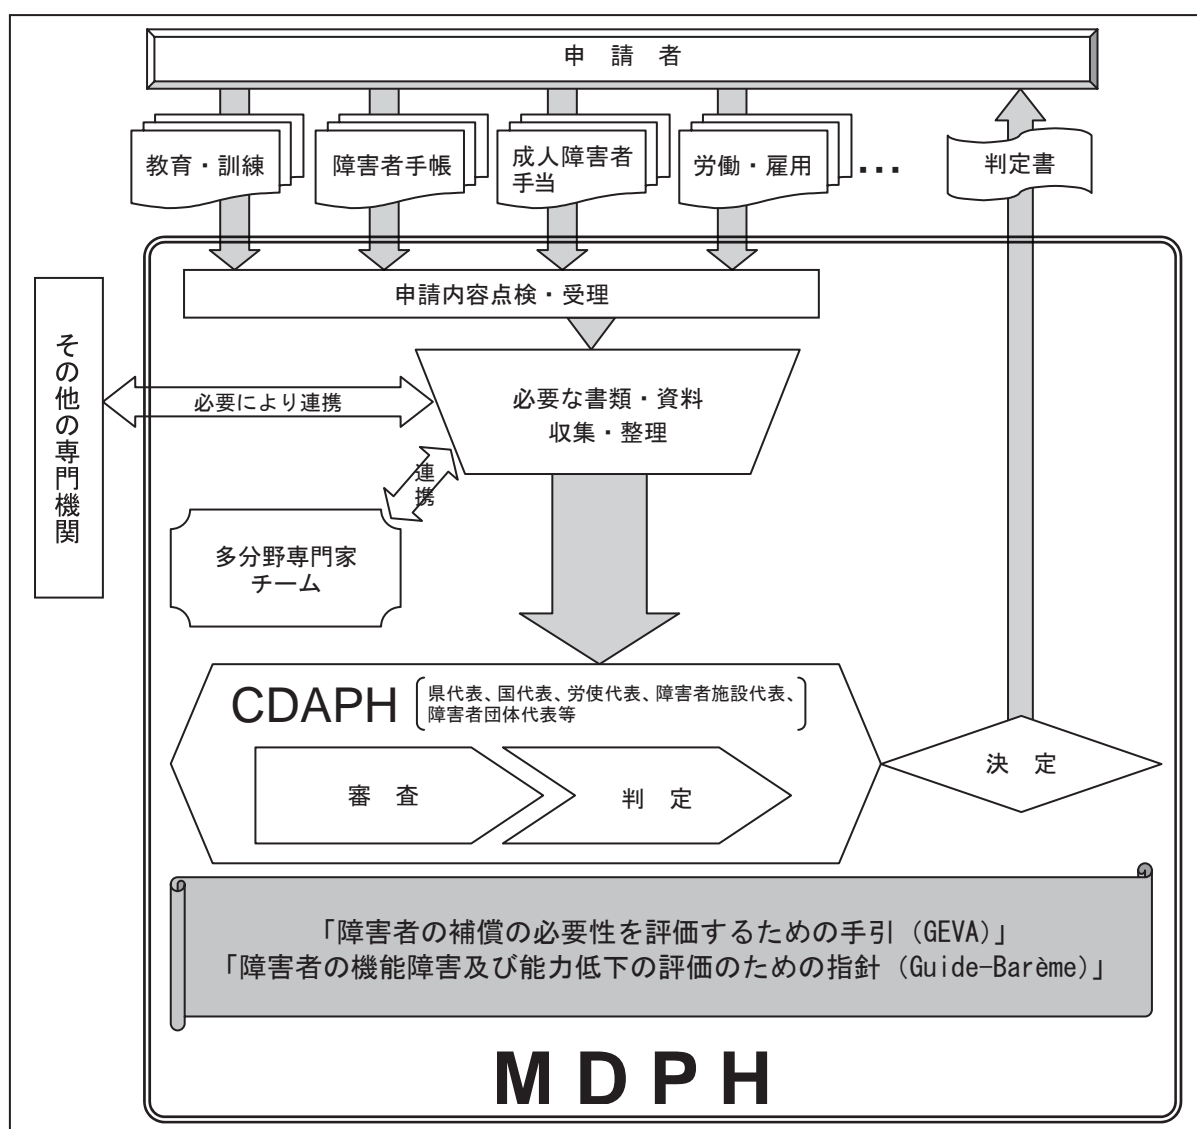 申 請 者
教育・訓練
障害者手帳
成人障害者
手当
労働・雇用
...
判定書
申請内容点検・受理
その他の専門機関
必要により連携
必要な書類・資料
収集・整理
連携
多分野専門家
チーム
CDAPH
県代表、国代表、労使代表、障害者施設代表、
障害者団体代表等
審 査
判 定
決 定
「障害者の補償の必要性を評価するための手引（GEVA）」
「障害者の機能障害及び能力低下の評価のための指針（Guide-Barème）」
MDPH